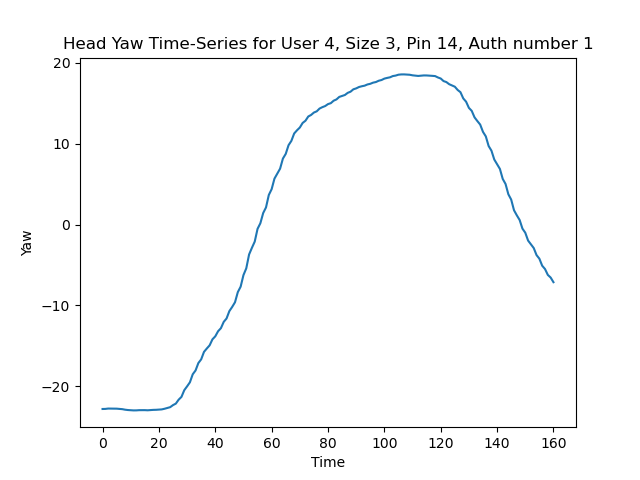 Head Yaw Time-Series for User 4, Size 3, Pin 14, Auth number 1
20
10
0
−10
−20
Yaw
0 20 40 60 80 100 120 140 160
Time